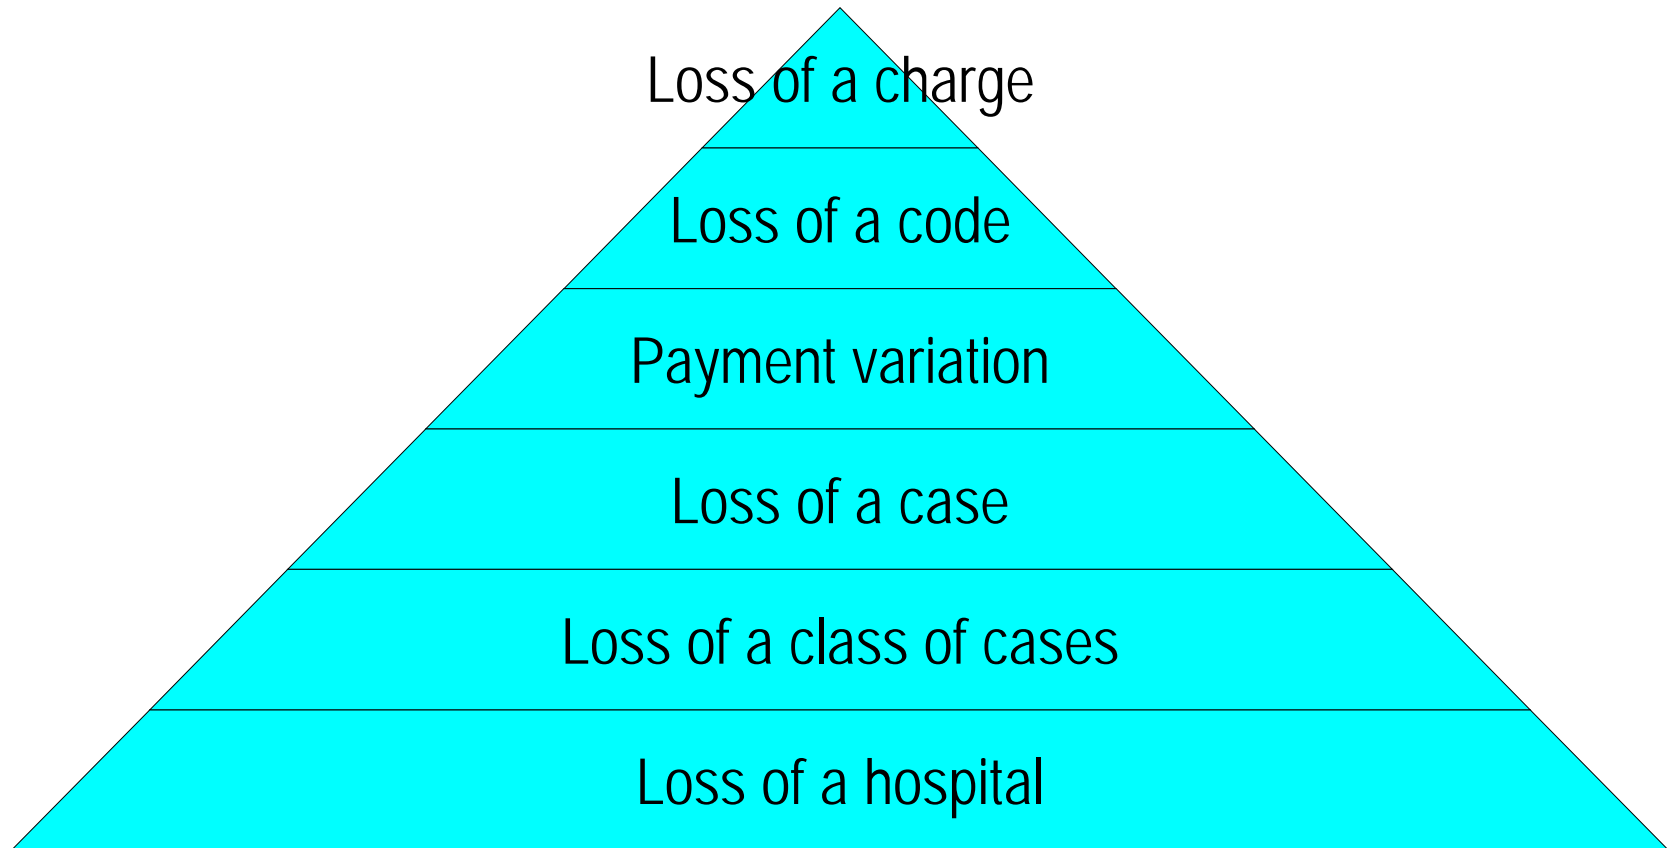 Loss of a charge
Loss of a code
Payment variation
Loss of a case
Loss of a class of cases
Loss of a hospital